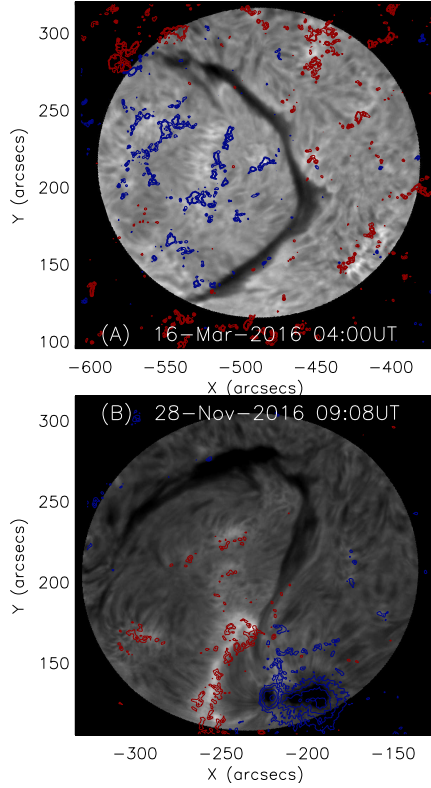 300
250
200
150
100
Y (arcsecs)
(A) 16-Mar-2016 04:00UT
-600 -550 -500 -450 -400
X (arcsecs)
(B) 28-Nov-2016 09:08UT
300
250
200
150
Y (arcsecs)
-300 -250 -200 -150
X (arcsecs)